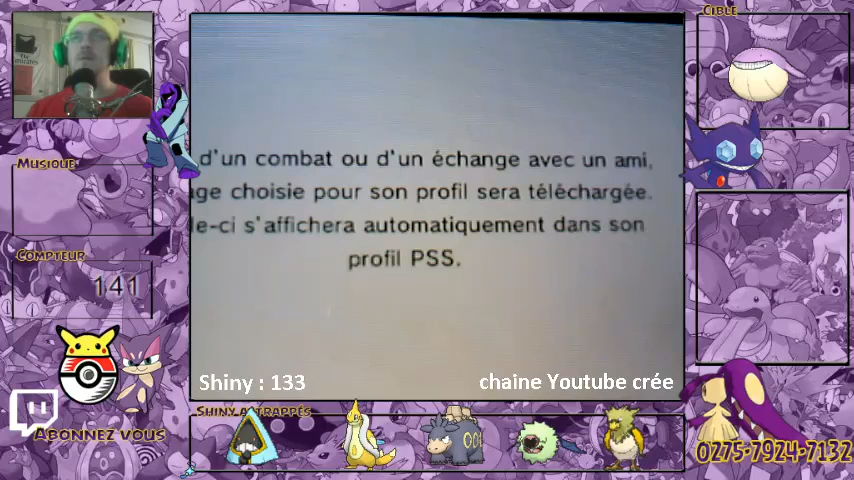 CIBLE
d'un combat ou d'un échange avec un ami,
ge choisie pour son profil sera téléchargée.
le-ci s'affichera automatiquement dans son
profil PSS.
MUSIQUE
COMPTEUR
141
Shiny : 133
chaine Youtube crée
SHINY ATTRAPPÉS
ABONNEZ VOUS
0275-7924-7132